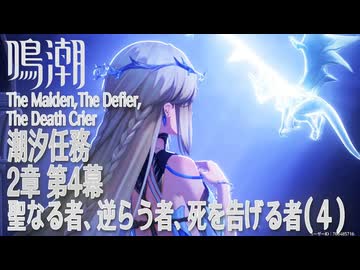 鳴潮
The Maiden,The Defier,
The Death Crier
潮汐任務
2章 第4幕
聖なる者、逆らう者、死を告げる者(4)